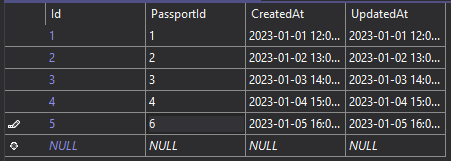 Id PassportId CreatedAt UpdatedAt
1 1 2023-01-01 12:0... 2023-01-01 12:0...
2 2 2023-01-02 13:0... 2023-01-02 13:0...
3 3 2023-01-03 14:0... 2023-01-03 14:0...
4 4 2023-01-04 15:0... 2023-01-04 15:0...
5 6 2023-01-05 16:0... 2023-01-05 16:0...
NULL NULL NULL NULL